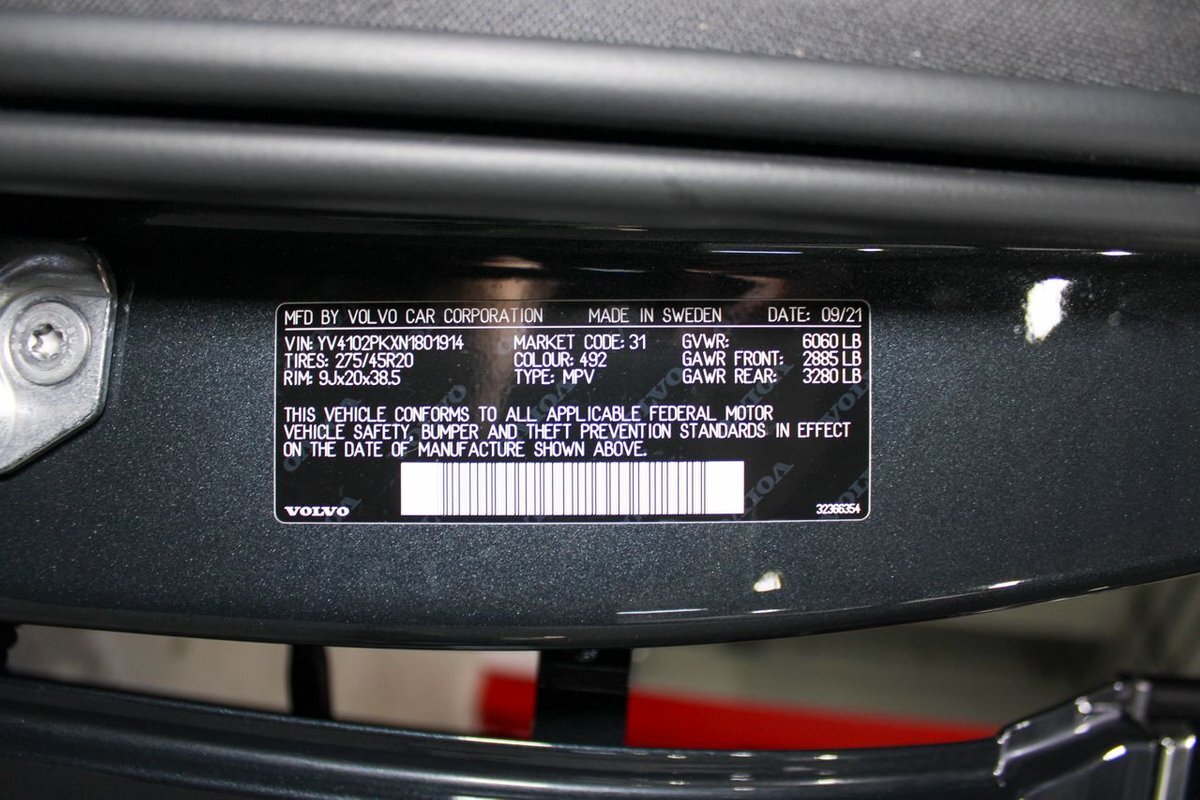 MFD BY VOLVO CAR CORPORATION MADE IN SWEDEN DATE: 09/21
VIN: YV4102PKXN1801914 MARKET CODE: 31 GVWR: 6060 LB
TIRES: 275/45R20 COLOUR: 492 GAWR FRONT: 2885 LB
RIM: 9Jx20x38.5 TYPE: MPV GAWR REAR: 3280 LB
THIS VEHICLE CONFORMS TO ALL APPLICABLE FEDERAL MOTOR
VEHICLE SAFETY, BUMPER AND THEFT PREVENTION STANDARDS IN EFFECT
ON THE DATE OF MANUFACTURE SHOWN ABOVE.
VOLVO 32366354